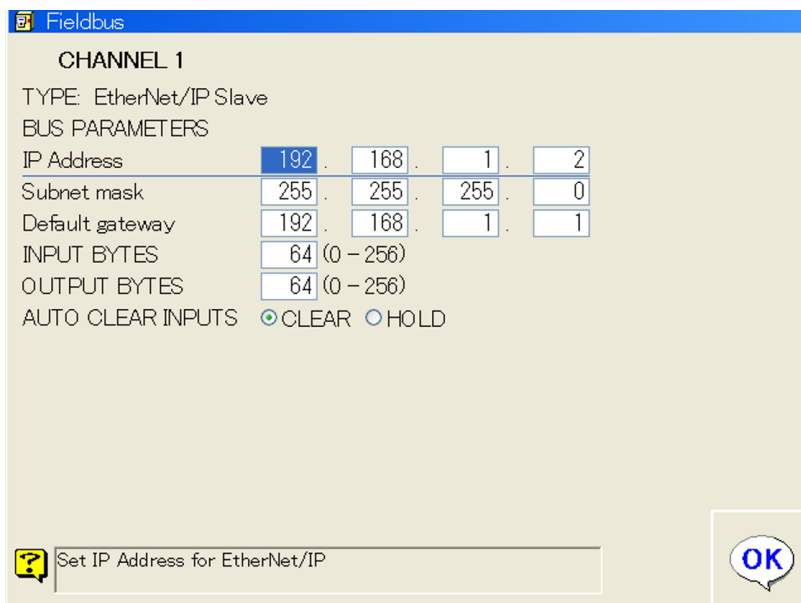 Fieldbus
CHANNEL 1
TYPE: EtherNet/IP Slave
BUS PARAMETERS
IP Address 192 . 168 . 1 . 2
Subnet mask 255 . 255 . 255 . 0
Default gateway 192 . 168 . 1 . 1
INPUT BYTES 64 (0 – 256)
OUTPUT BYTES 64 (0 – 256)
AUTO CLEAR INPUTS CLEAR HOLD
? Set IP Address for EtherNet/IP
OK